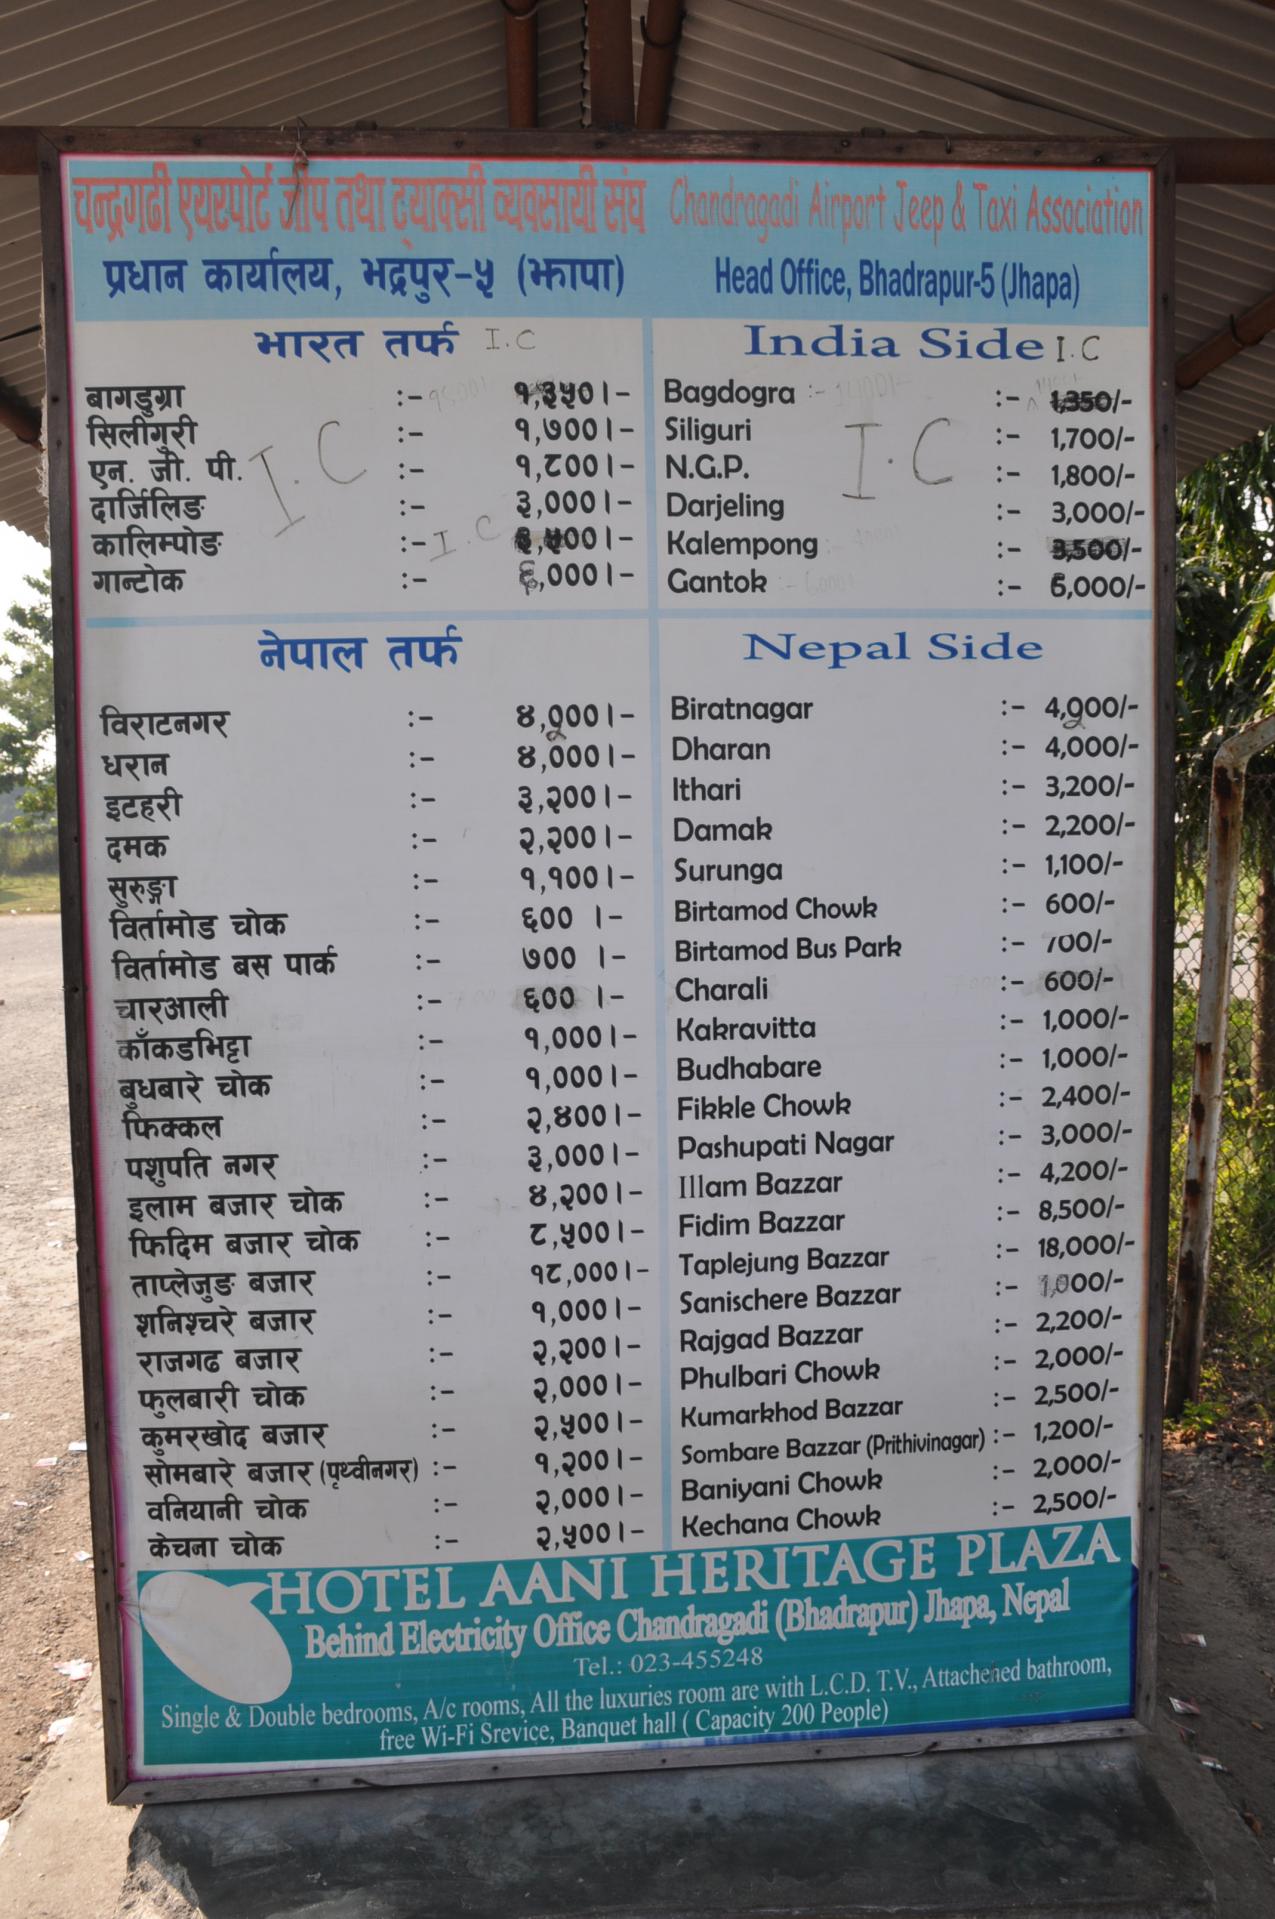 चन्द्रगढी एयरपोर्ट जीप तथा ट्याक्सी व्यवसायी संघ
प्रधान कार्यालय, भद्रपुर-५ (झापा)
Chandragadi Airport Jeep & Taxi Association
Head Office, Bhadrapur-5 (Jhapa)
भारत तर्फ I.C
बागडुग्रा :- १,३५०।-
सिलीगुरी :- १,७००।-
एन. जी. पी. :- १,८००।-
दार्जिलिङ :- ३,०००।-
कालिम्पोङ :- ३,५००।-
गान्टोक :- ६,०००।-
I.C
I.C
India Side I.C
Bagdogra :- 1,350/-
Siliguri :- 1,700/-
N.G.P. :- 1,800/-
Darjeling :- 3,000/-
Kalempong :- 3,500/-
Gantok :- 6,000/-
I.C
नेपाल तर्फ
विराटनगर :- ४,०००।-
धरान :- ४,०००।-
इटहरी :- ३,२००।-
दमक :- २,२००।-
सुरुङ्गा :- १,१००।-
विर्तामोड चोक :- ६०० ।-
विर्तामोड बस पार्क :- ७०० ।-
चारआली :- ६०० ।-
काँकडभिट्टा :- १,०००।-
बुधबारे चोक :- १,०००।-
फिक्कल :- २,४००।-
पशुपति नगर :- ३,०००।-
इलाम बजार चोक :- ४,२००।-
फिदिम बजार चोक :- ८,५००।-
ताप्लेजुङ बजार :- १८,०००।-
शनिश्चरे बजार :- १,०००।-
राजगढ बजार :- २,२००।-
फुलबारी चोक :- २,०००।-
कुमरखोद बजार :- २,५००।-
सोमबारे बजार (पृथ्वीनगर) :- १,२००।-
वनियानी चोक :- २,०००।-
केचना चोक :- २,५००।-
Nepal Side
Biratnagar :- 4,000/-
Dharan :- 4,000/-
Ithari :- 3,200/-
Damak :- 2,200/-
Surunga :- 1,100/-
Birtamod Chowk :- 600/-
Birtamod Bus Park :- 700/-
Charali :- 600/-
Kakravitta :- 1,000/-
Budhabare :- 1,000/-
Fikkle Chowk :- 2,400/-
Pashupati Nagar :- 3,000/-
Illam Bazzar :- 4,200/-
Fidim Bazzar :- 8,500/-
Taplejung Bazzar :- 18,000/-
Sanischere Bazzar :- 1,000/-
Rajgad Bazzar :- 2,200/-
Phulbari Chowk :- 2,000/-
Kumarkhod Bazzar :- 2,500/-
Sombare Bazzar (Prithivinagar) :- 1,200/-
Baniyani Chowk :- 2,000/-
Kechana Chowk :- 2,500/-
HOTEL AANI HERITAGE PLAZA
Behind Electricity Office Chandragadi (Bhadrapur) Jhapa, Nepal
Tel.: 023-455248
Single & Double bedrooms, A/c rooms, All the luxuries room are with L.C.D. T.V., Attachehed bathroom,
free Wi-Fi Srevice, Banquet hall ( Capacity 200 People)